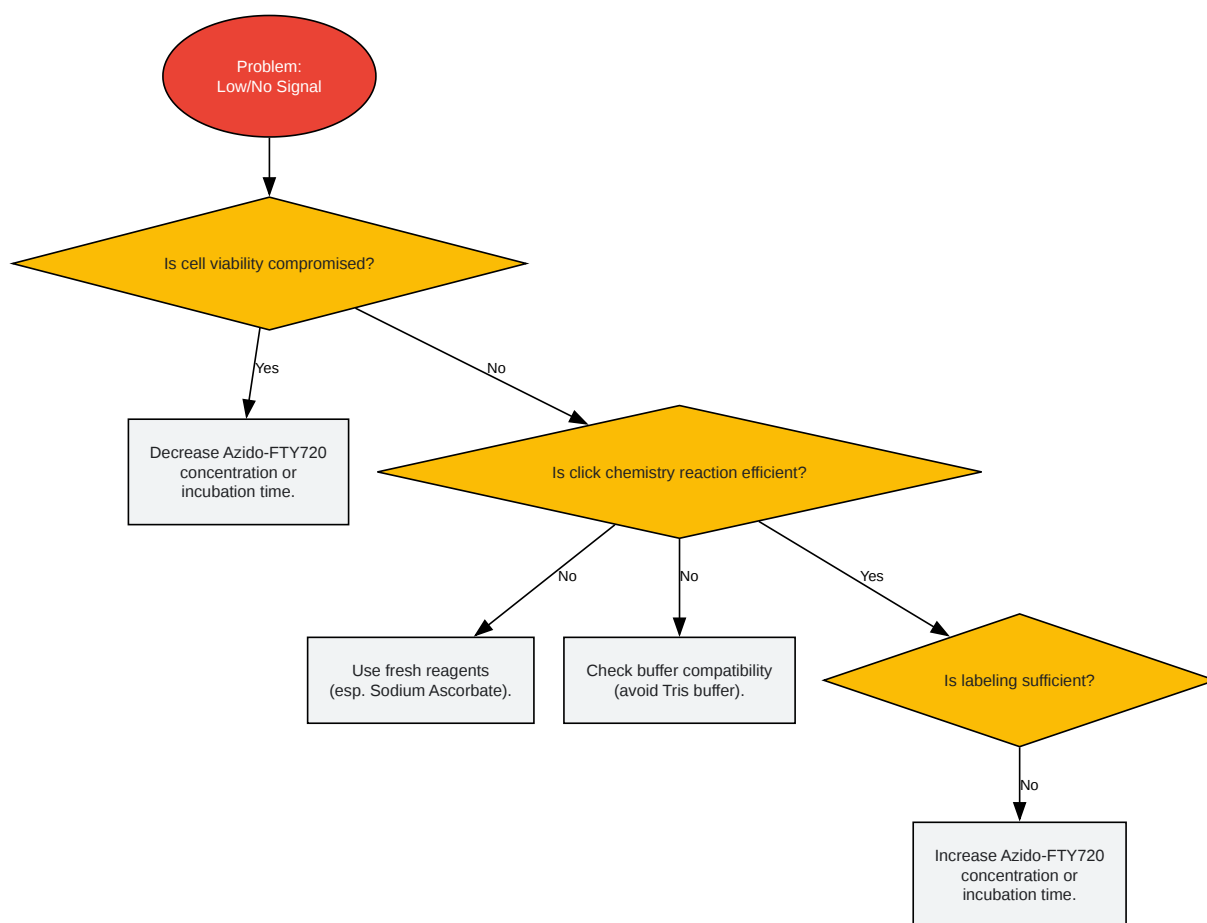 Problem:
Low/No Signal
Is cell viability compromised?
Yes
No
Decrease Azido-FTY720
concentration or
incubation time.
Is click chemistry reaction efficient?
No
No
Yes
Use fresh reagents
(esp. Sodium Ascorbate).
Check buffer compatibility
(avoid Tris buffer).
Is labeling sufficient?
No
Increase Azido-FTY720
concentration or
incubation time.